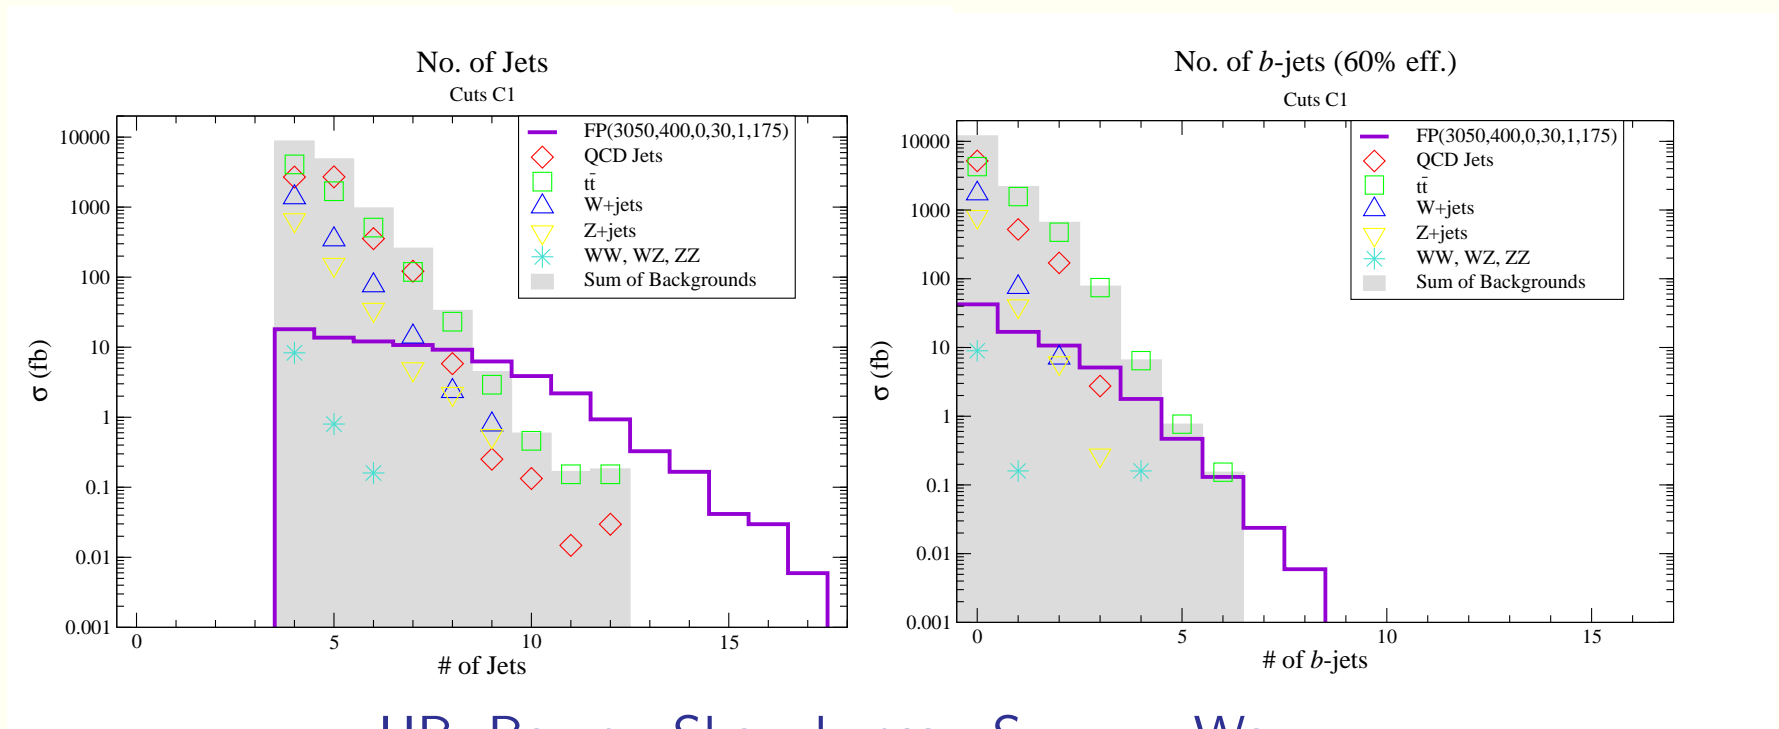 No. of Jets
Cuts C1
FP(3050,400,0,30,1,175)
QCD Jets
tt̄
W+jets
Z+jets
WW, WZ, ZZ
Sum of Backgrounds
10000
1000
100
10
1
0.1
0.01
0.001
σ (fb)
0 5 10 15
# of Jets
No. of b-jets (60% eff.)
Cuts C1
FP(3050,400,0,30,1,175)
QCD Jets
tt̄
W+jets
Z+jets
WW, WZ, ZZ
Sum of Backgrounds
10000
1000
100
10
1
0.1
0.01
0.001
σ (fb)
0 5 10 15
# of b-jets